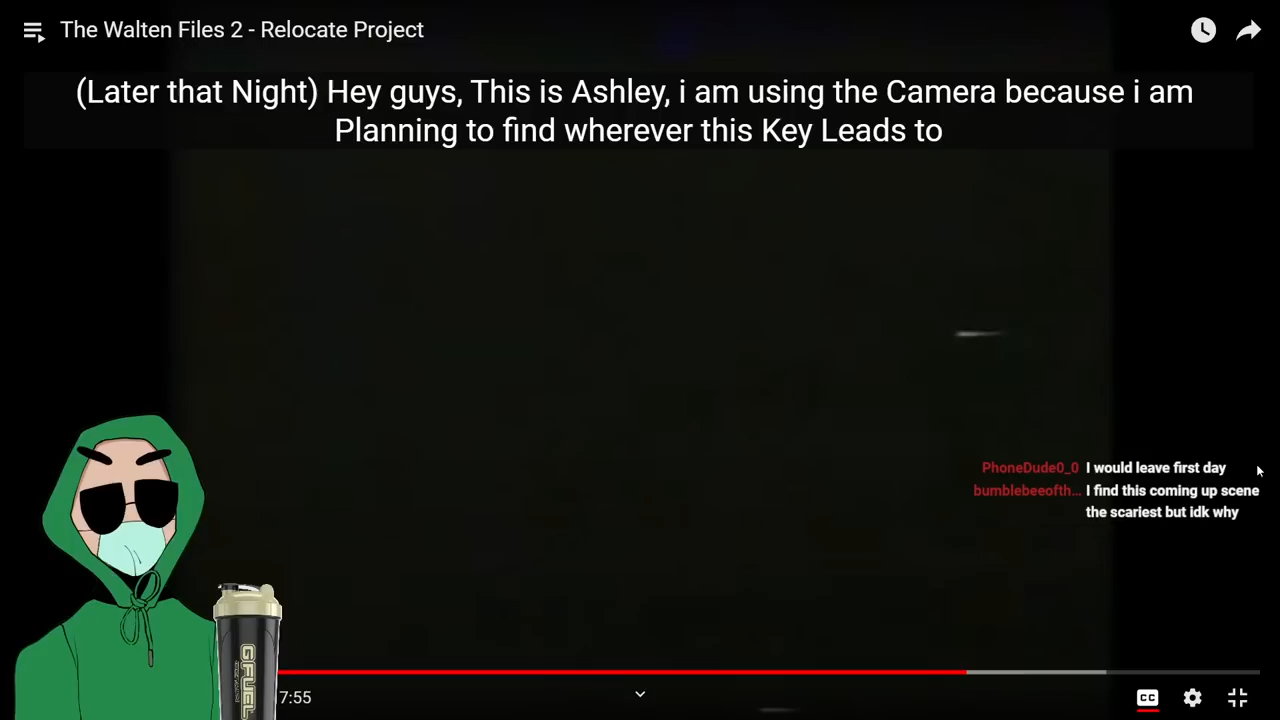 The Walten Files 2 - Relocate Project
(Later that Night) Hey guys, This is Ashley, i am using the Camera because i am
Planning to find wherever this Key Leads to
PhoneDude0_0 I would leave first day
bumblebeeofth... I find this coming up scene
the scariest but idk why
GFUEL
7:55
CC